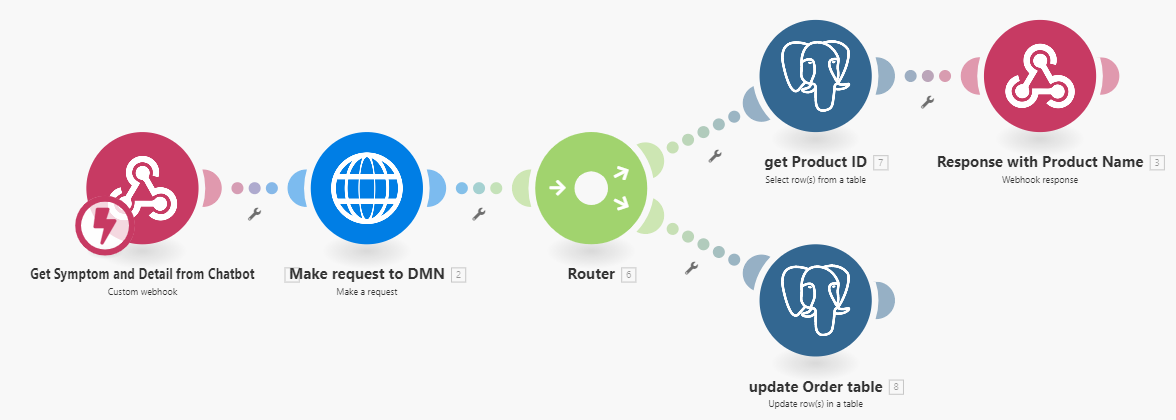 get Product ID 7
Select row(s) from a table
Response with Product Name 3
Webhook response
Get Symptom and Detail from Chatbot
Custom webhook
Make request to DMN 2
Make a request
Router 6
update Order table 8
Update row(s) in a table